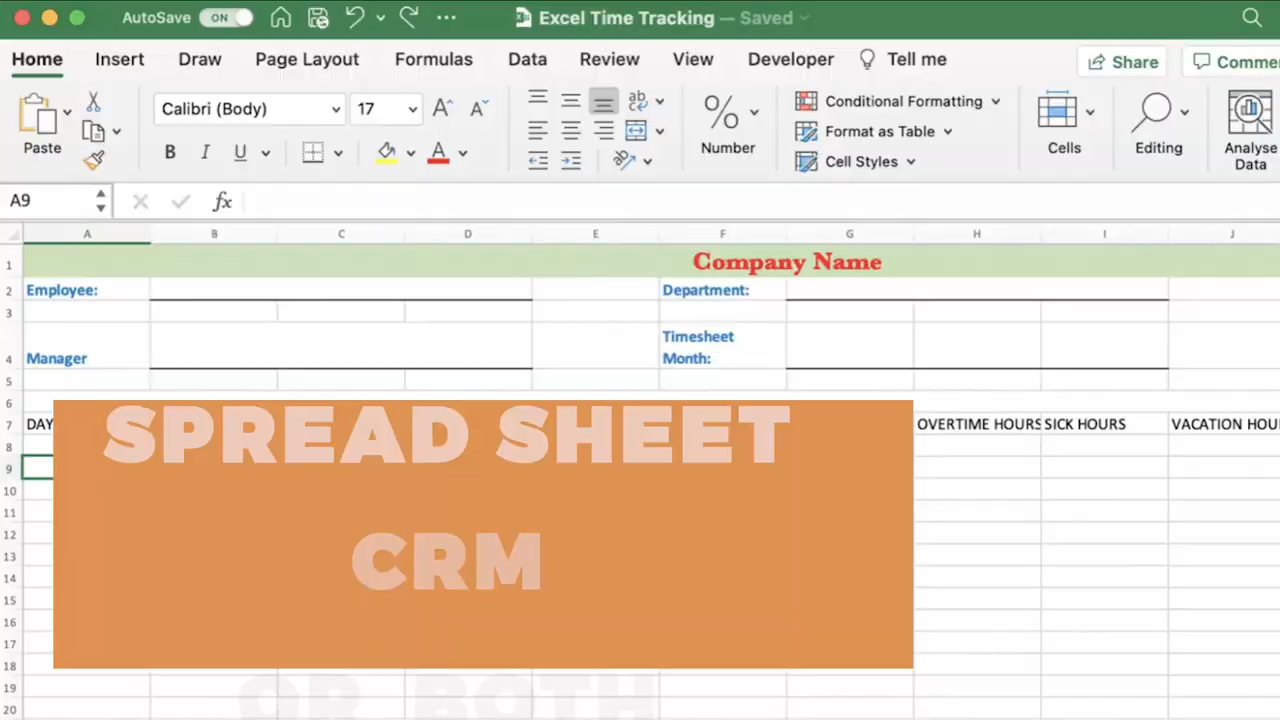 AutoSave ON Excel Time Tracking — Saved
Home Insert Draw Page Layout Formulas Data Review View Developer Tell me Share
Calibri (Body) 17 A A ab Conditional Formatting
Format as Table
Paste B I U A % Number Cell Styles Cells Editing Analyse Data
A9 fx
A B C D E F G H I J
1 Company Name
2 Employee: Department:
3
4 Manager Timesheet Month:
5
6
7 DAY OVERTIME HOURS SICK HOURS
8
9
10
11
12
13
14
15
16
17
18
19
20
SPREAD SHEET
CRM
OR BOTH